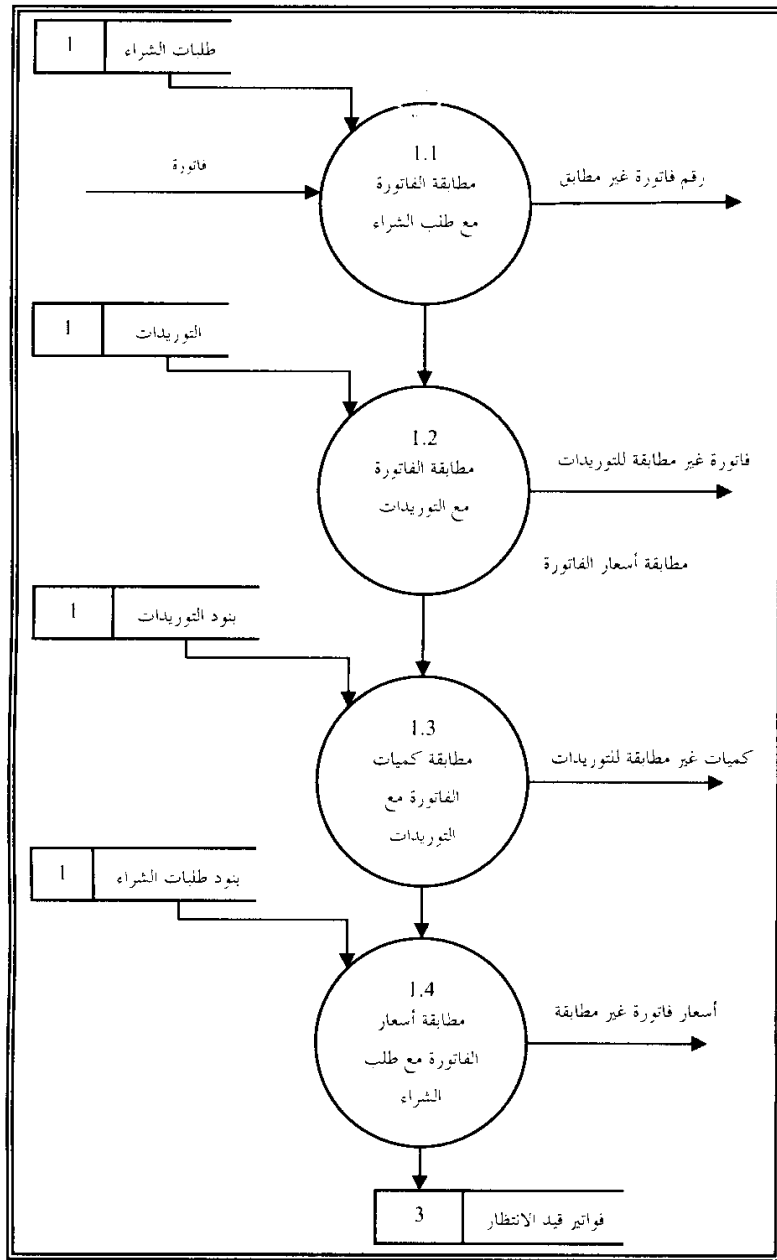 1 طلبات الشراء
1.1
فاتورة
مطابقة الفاتورة
رقم فاتورة غير مطابق
مع طلب الشراء
1 التوريدات
1.2
مطابقة الفاتورة
فاتورة غير مطابقة للتوريدات
مع التوريدات
مطابقة أسعار الفاتورة
1 بنود التوريدات
1.3
مطابقة كميات
كميات غير مطابقة للتوريدات
الفاتورة مع
التوريدات
1 بنود طلبات الشراء
1.4
مطابقة أسعار
أسعار فاتورة غير مطابقة
الفاتورة مع طلب
الشراء
3 فواتير قيد الانتظار